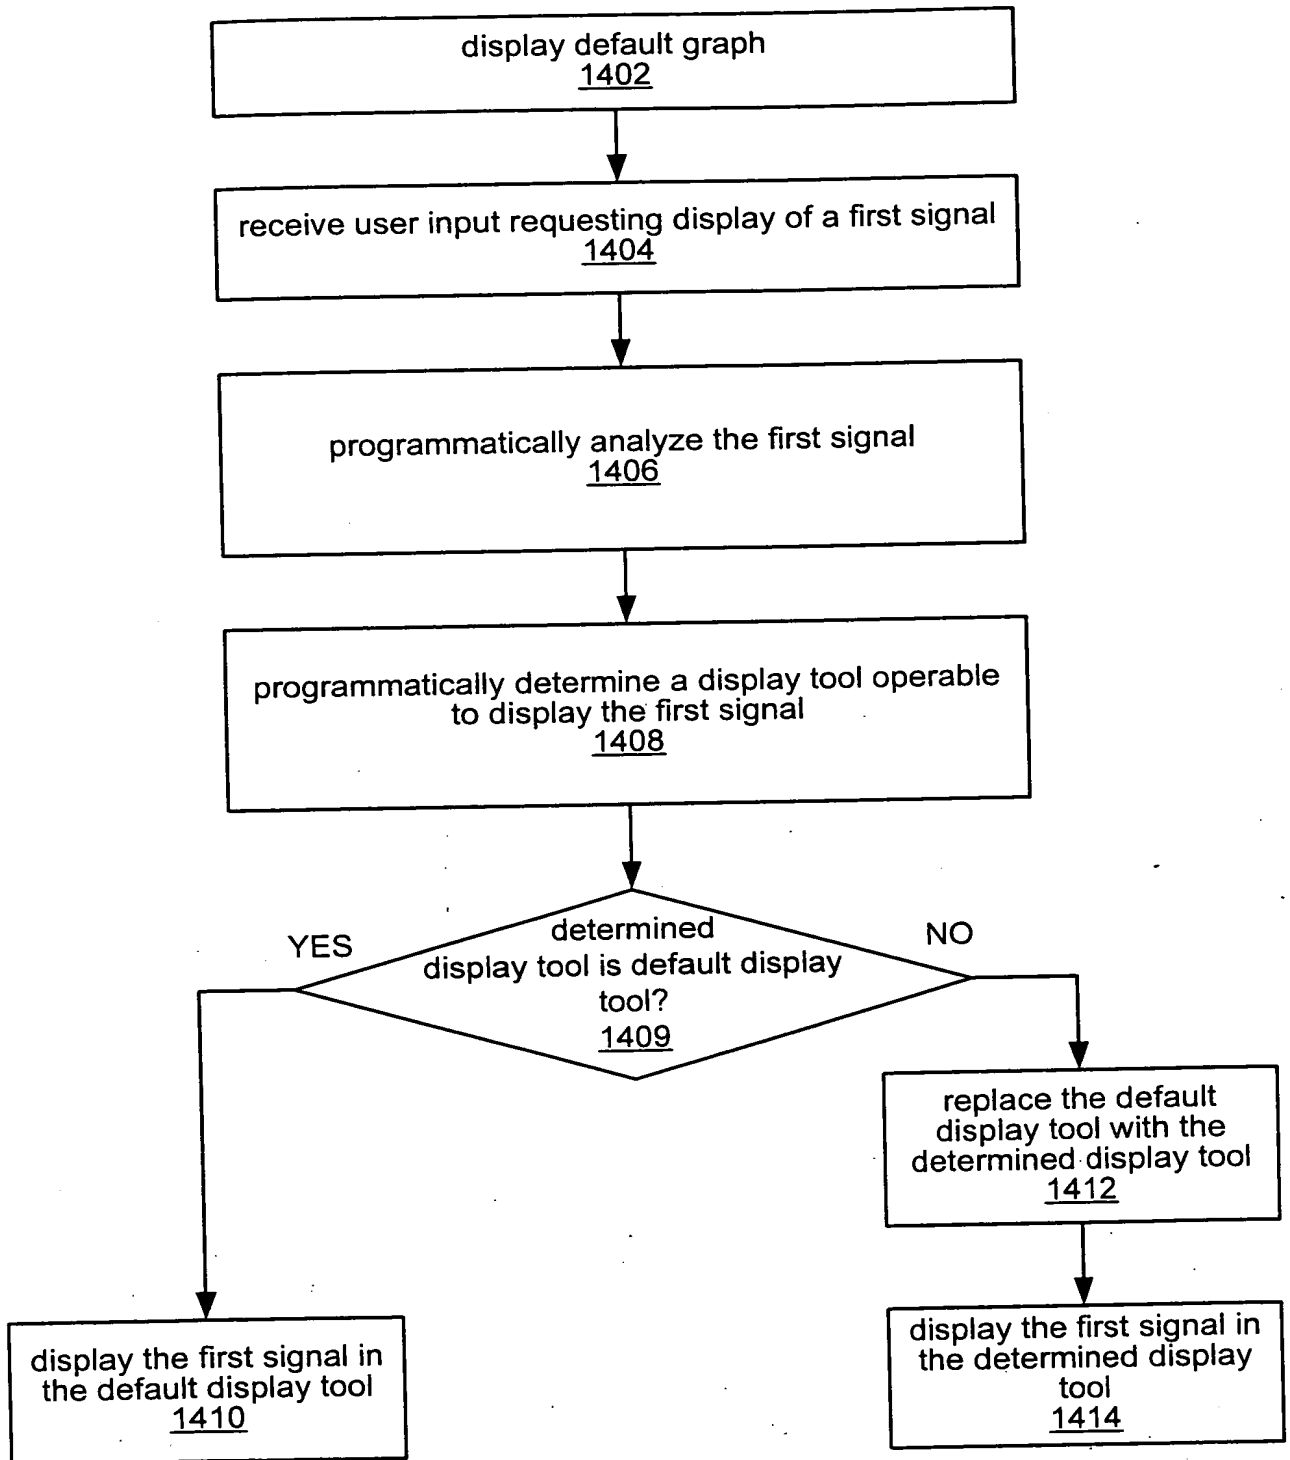 display default graph
1402
receive user input requesting display of a first signal
1404
programmatically analyze the first signal
1406
programmatically determine a display tool operable
to display the first signal
1408
YES
determined
display tool is default display
tool?
1409
NO
replace the default
display tool with the
determined display tool
1412
display the first signal in
the default display tool
1410
display the first signal in
the determined display
tool
1414